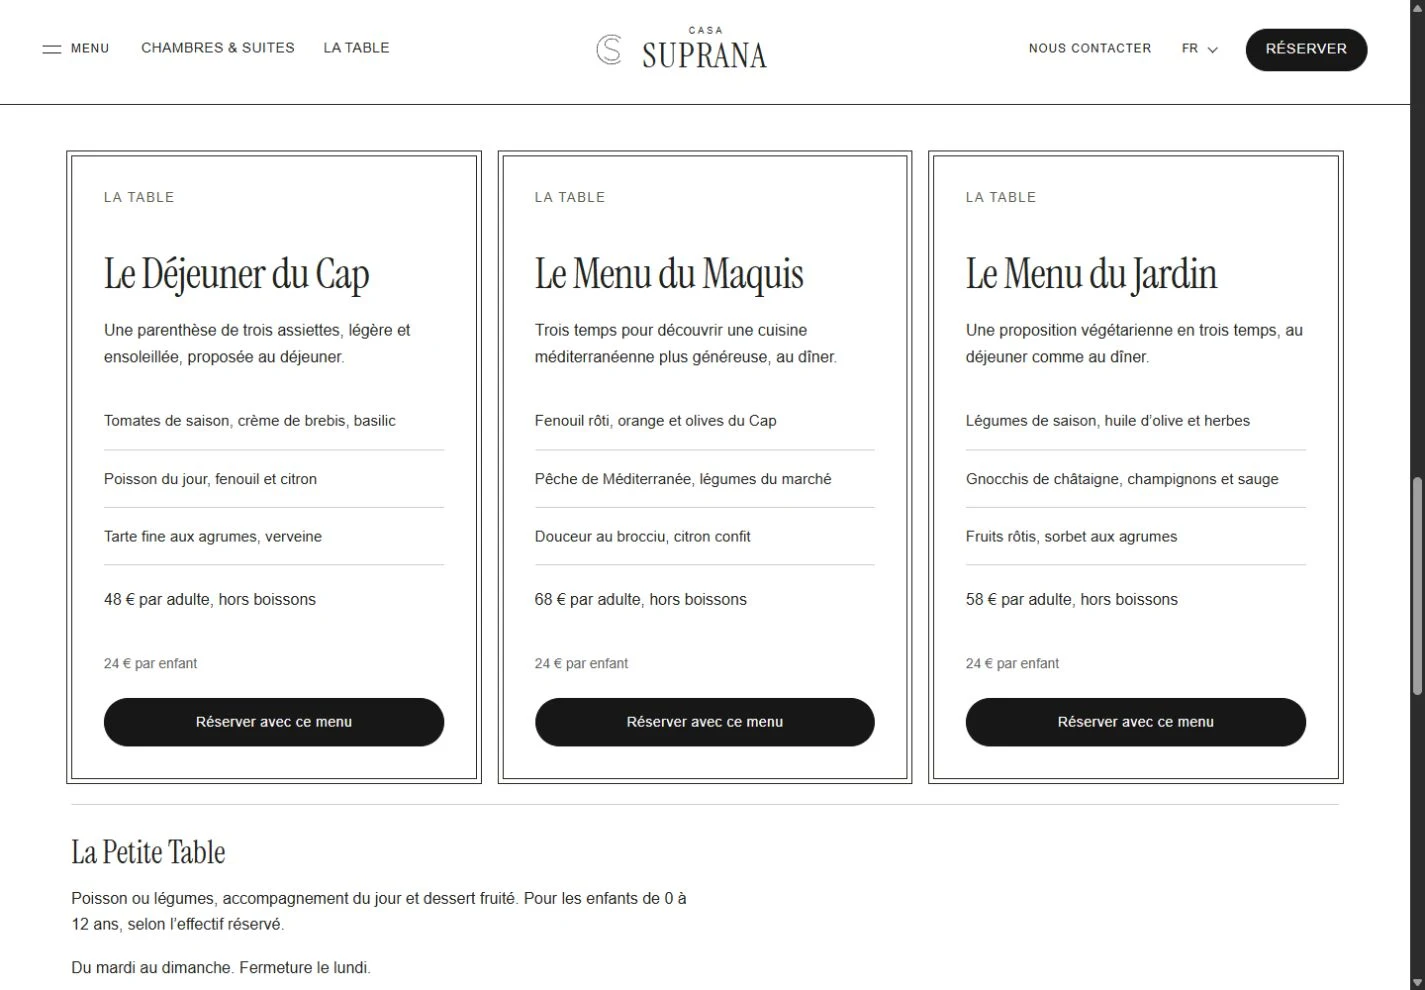 MENU
CHAMBRES & SUITES
LA TABLE
CASA
SUPRANA
NOUS CONTACTER
FR
RÉSERVER
LA TABLE
Le Déjeuner du Cap
Une parenthèse de trois assiettes, légère et
ensoleillée, proposée au déjeuner.
Tomates de saison, crème de brebis, basilic
Poisson du jour, fenouil et citron
Tarte fine aux agrumes, verveine
48 € par adulte, hors boissons
24 € par enfant
Réserver avec ce menu
LA TABLE
Le Menu du Maquis
Trois temps pour découvrir une cuisine
méditerranéenne plus généreuse, au dîner.
Fenouil rôti, orange et olives du Cap
Pêche de Méditerranée, légumes du marché
Douceur au brocciu, citron confit
68 € par adulte, hors boissons
24 € par enfant
Réserver avec ce menu
LA TABLE
Le Menu du Jardin
Une proposition végétarienne en trois temps, au
déjeuner comme au dîner.
Légumes de saison, huile d’olive et herbes
Gnocchis de châtaigne, champignons et sauge
Fruits rôtis, sorbet aux agrumes
58 € par adulte, hors boissons
24 € par enfant
Réserver avec ce menu
La Petite Table
Poisson ou légumes, accompagnement du jour et dessert fruité. Pour les enfants de 0 à
12 ans, selon l’effectif réservé.
Du mardi au dimanche. Fermeture le lundi.